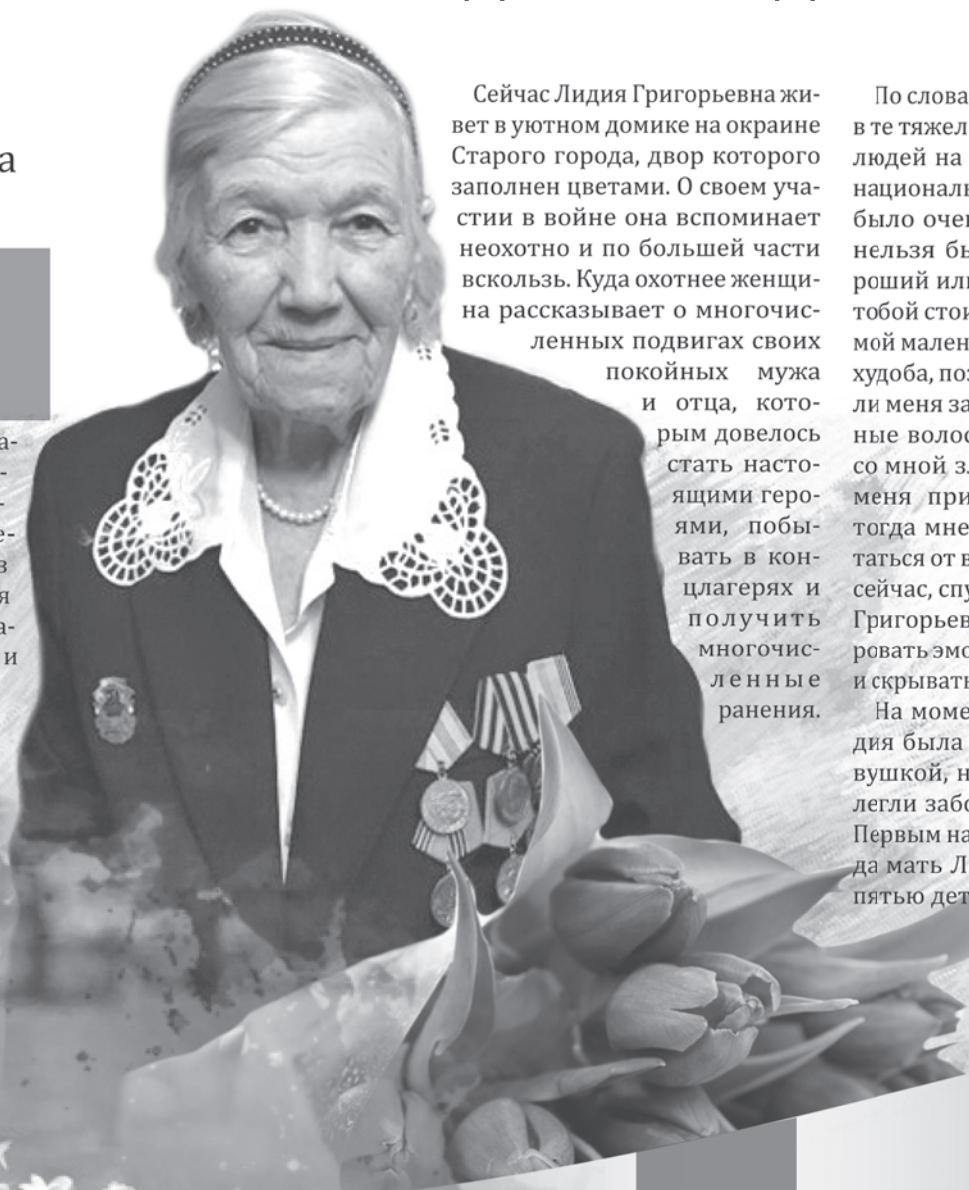 а
а-
-
-
е-
в
я
а-
и
Сейчас Лидия Григорьевна жи-
вет в уютном домике на окраине
Старого города, двор которого
заполнен цветами. О своем уча-
стии в войне она вспоминает
неохотно и по большей части
вскользь. Куда охотнее женщи-
на рассказывает о многочис-
ленных подвигах своих
покойных мужа
и отца, кото-
рым довелось
стать насто-
ящими геро-
ями, побы-
вать в кон-
цлагерях и
получить
многочис-
ленные
ранения.
По слова
в те тяжел
людей на
националь
было очен
нельзя бы
роший или
тобой стои
мой мален
худоба, поз
ли меня за
ные волос
со мной з
меня при
тогда мне
таться от в
сейчас, спу
Григорьев
ровать эмо
и скрывать
На моме
дия была
вушкой, н
легли забо
Первым на
да мать Л
пятью дет